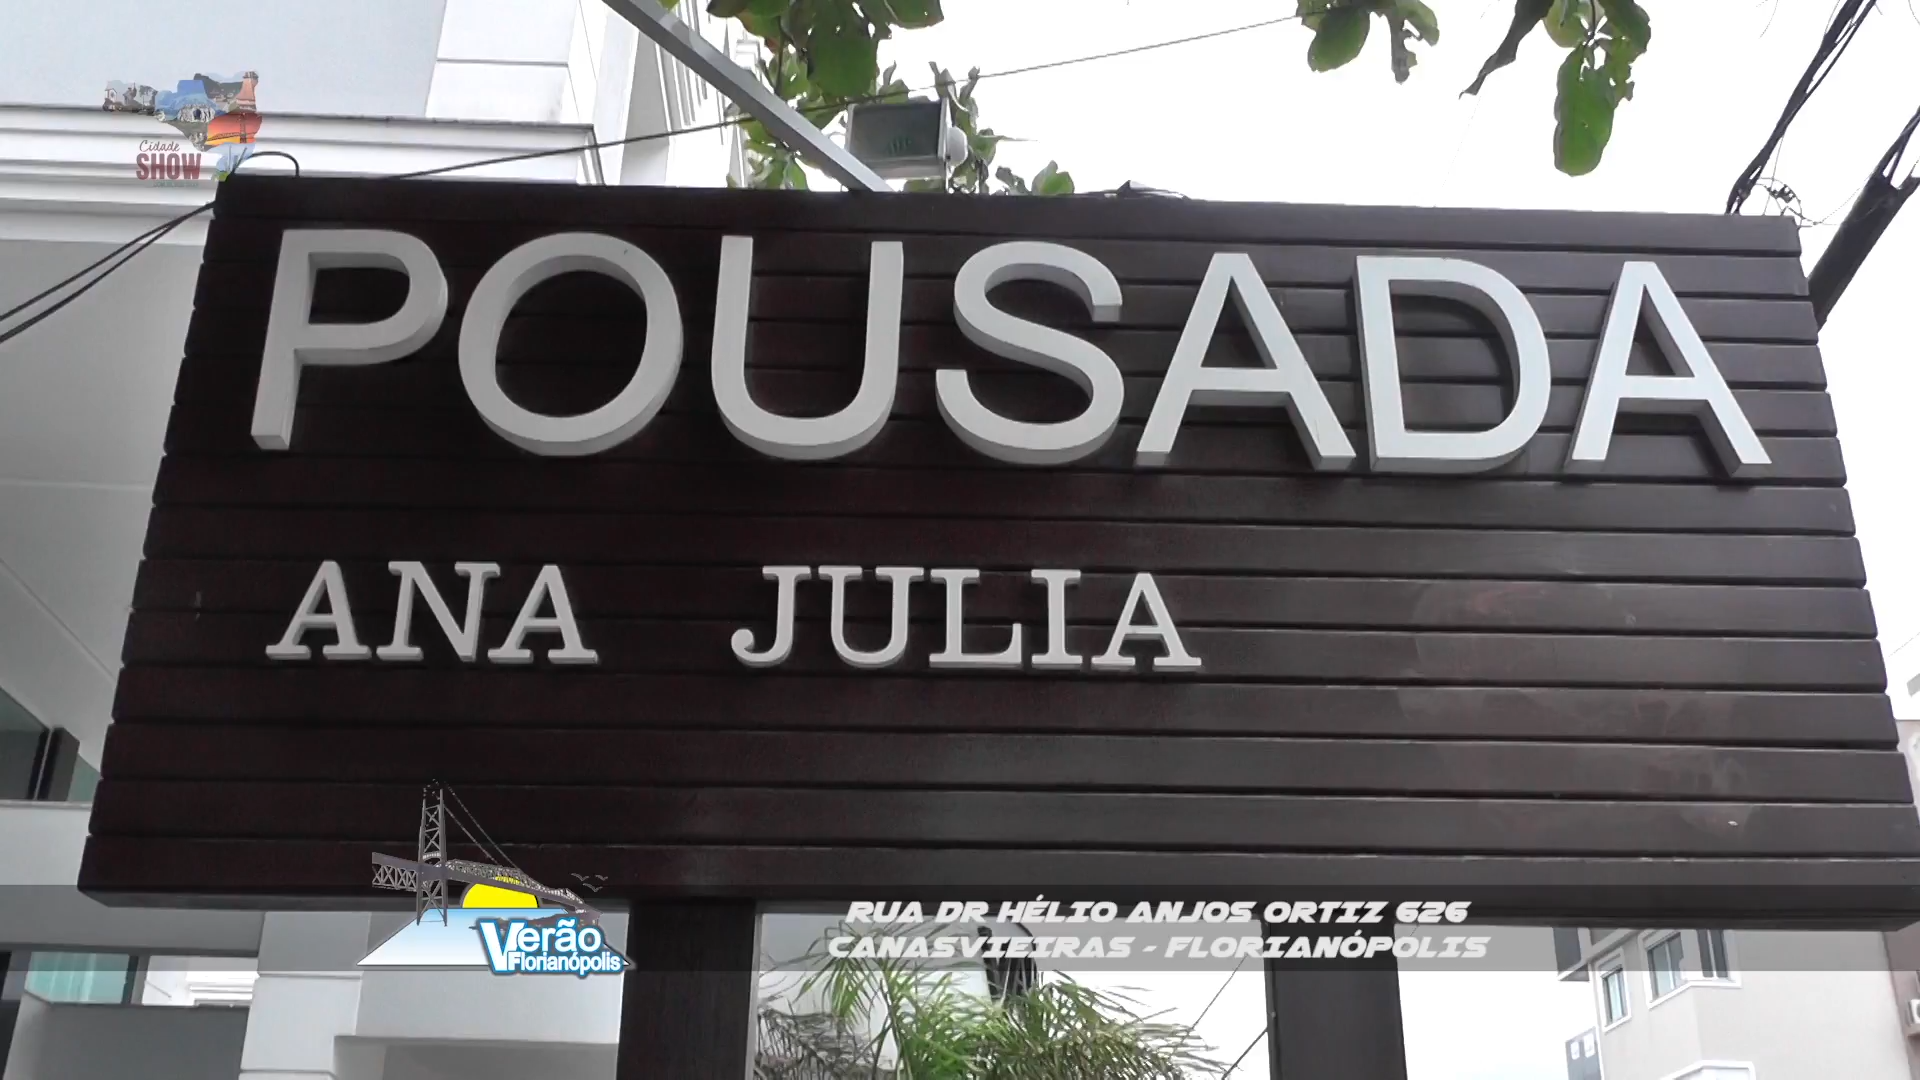 Cidade
SHOW
POUSADA
ANA JULIA
Verão
Florianópolis
RUA DR HÉLIO ANJOS ORTIZ 626
CANASVIEIRAS - FLORIANÓPOLIS